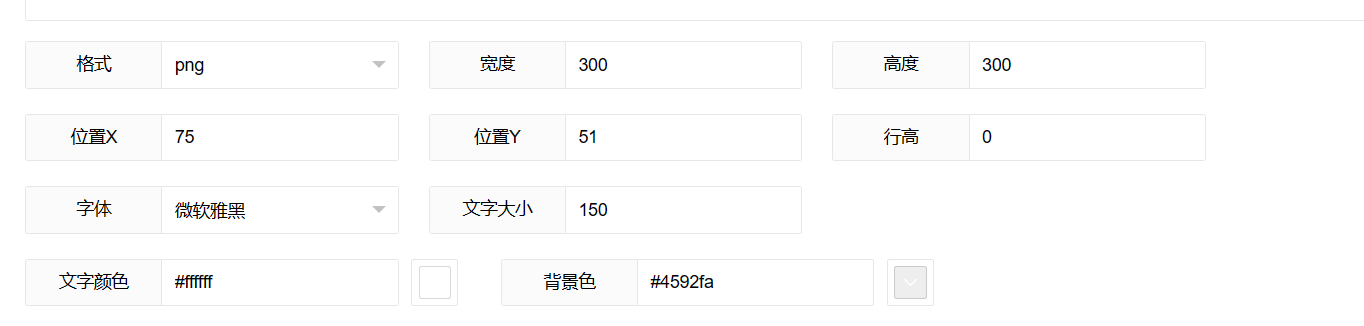 格式 png 宽度 300 高度 300
位置X 75 位置Y 51 行高 0
字体 微软雅黑 文字大小 150
文字颜色 #ffffff 背景色 #4592fa